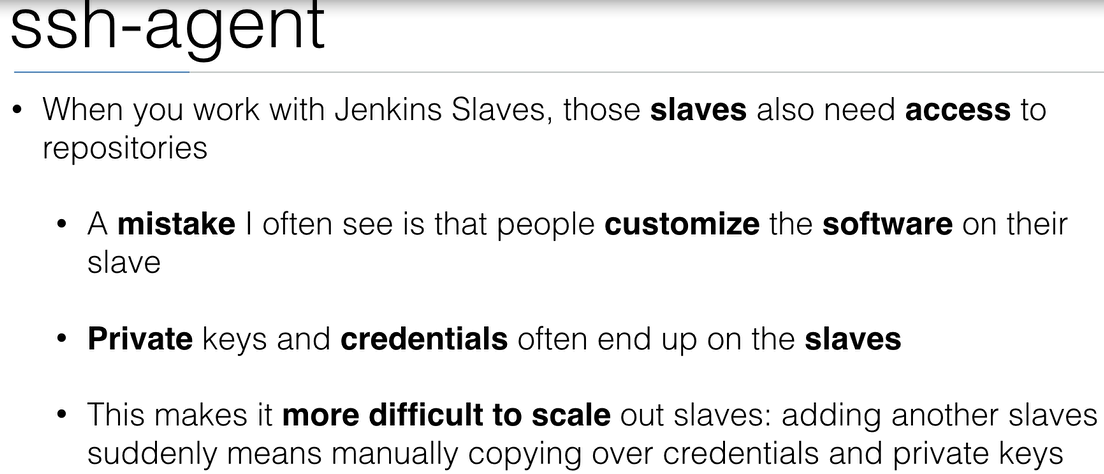 ssh-agent
• When you work with Jenkins Slaves, those slaves also need access to
repositories
• A mistake I often see is that people customize the software on their
slave
• Private keys and credentials often end up on the slaves
• This makes it more difficult to scale out slaves: adding another slaves
suddenly means manually copying over credentials and private keys